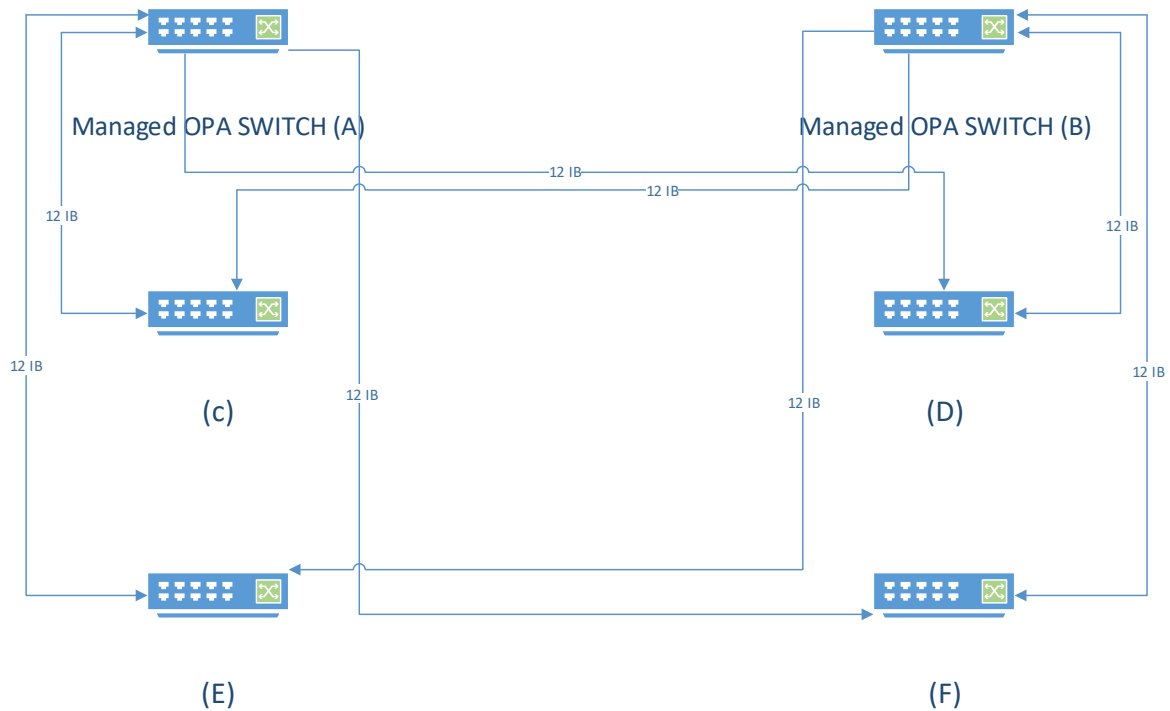 Managed OPA SWITCH (A)
Managed OPA SWITCH (B)
12 IB
12 IB
12 IB
12 IB
12 IB
12 IB
12 IB
12 IB
(c)
(D)
(E)
(F)